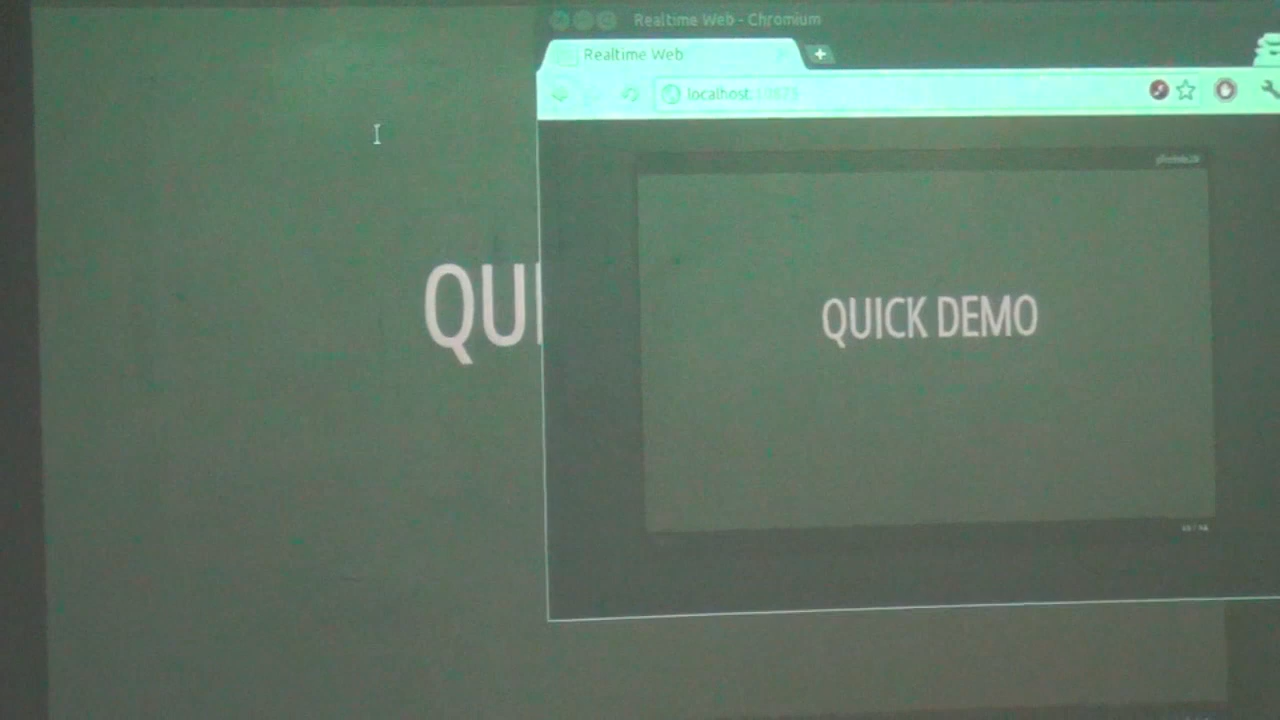 Realtime Web - Chromium
Realtime Web
localhost
QUI
QUICK DEMO